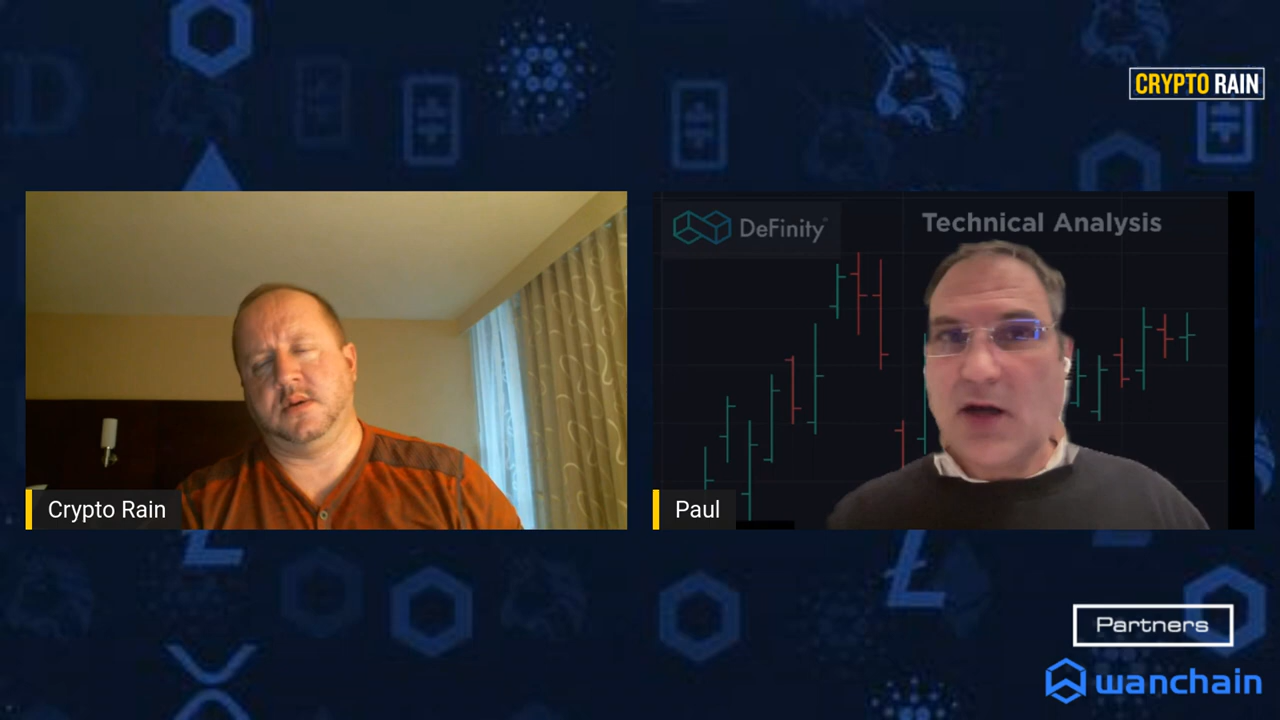 CRYPTO RAIN
DeFinity
Technical Analysis
Crypto Rain
Paul
Partners
wanchain